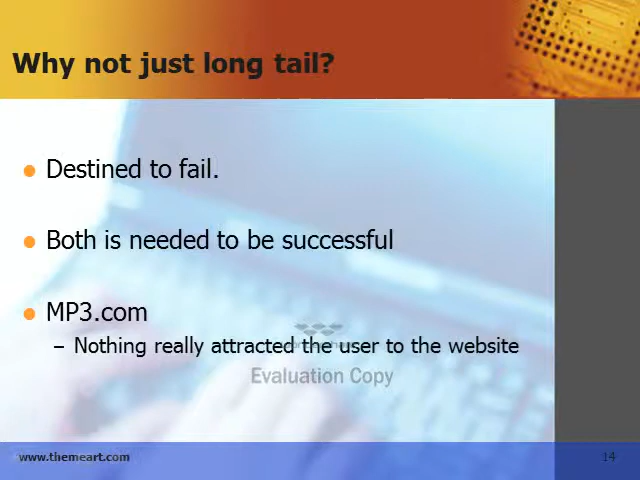 Why not just long tail?
Destined to fail.
Both is needed to be successful
MP3.com
– Nothing really attracted the user to the website
Evaluation Copy
www.themeart.com
14